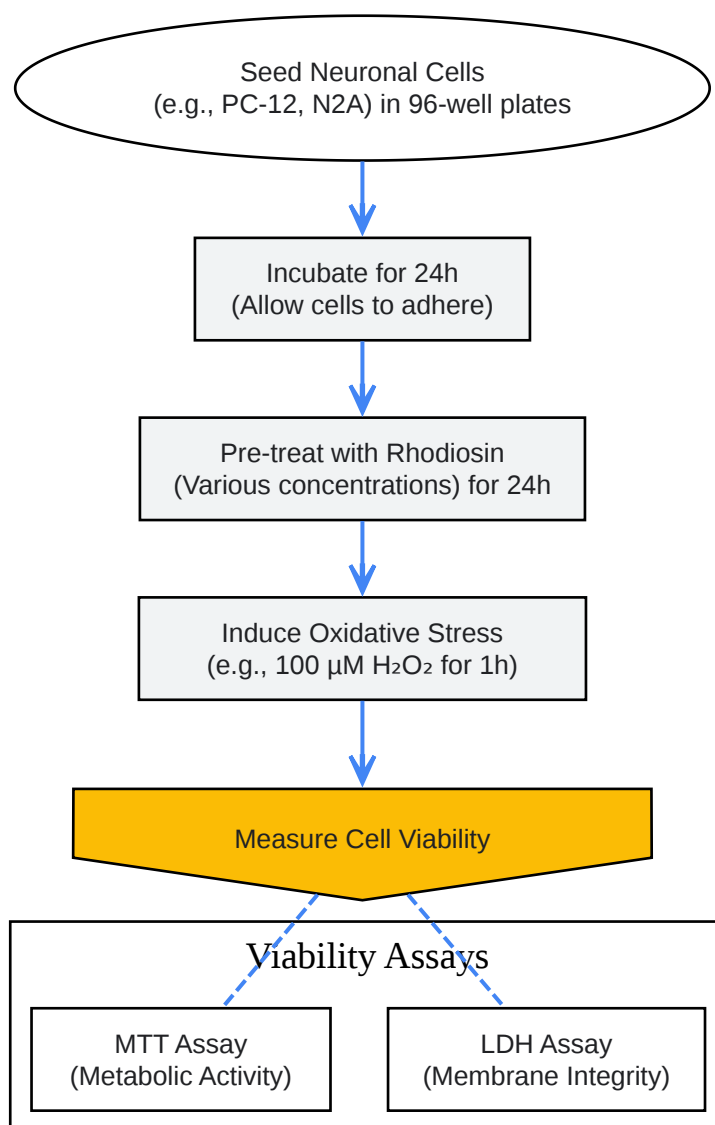 Seed Neuronal Cells
(e.g., PC-12, N2A) in 96-well plates
Incubate for 24h
(Allow cells to adhere)
Pre-treat with Rhodiosin
(Various concentrations) for 24h
Induce Oxidative Stress
(e.g., 100 µM H₂O₂ for 1h)
Measure Cell Viability
Viability Assays
MTT Assay
(Metabolic Activity)
LDH Assay
(Membrane Integrity)